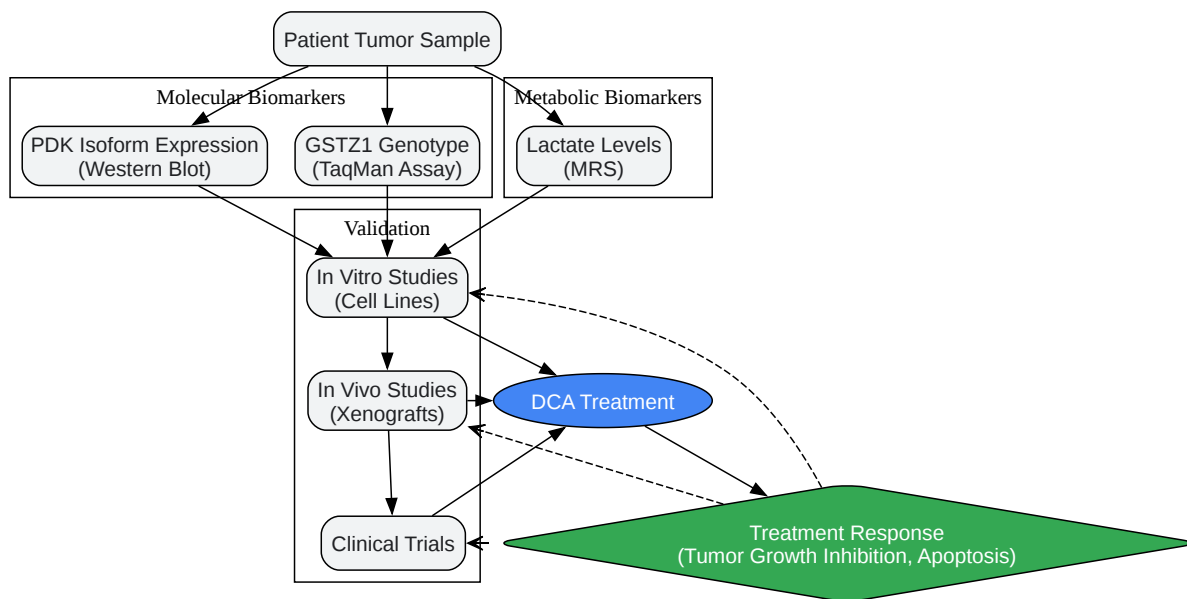 Patient Tumor Sample
Molecular Biomarkers
Metabolic Biomarkers
PDK Isoform Expression
(Western Blot)
GSTZ1 Genotype
(TaqMan Assay)
Lactate Levels
(MRS)
Validation
In Vitro Studies
(Cell Lines)
In Vivo Studies
(Xenografts)
DCA Treatment
Clinical Trials
Treatment Response
(Tumor Growth Inhibition, Apoptosis)